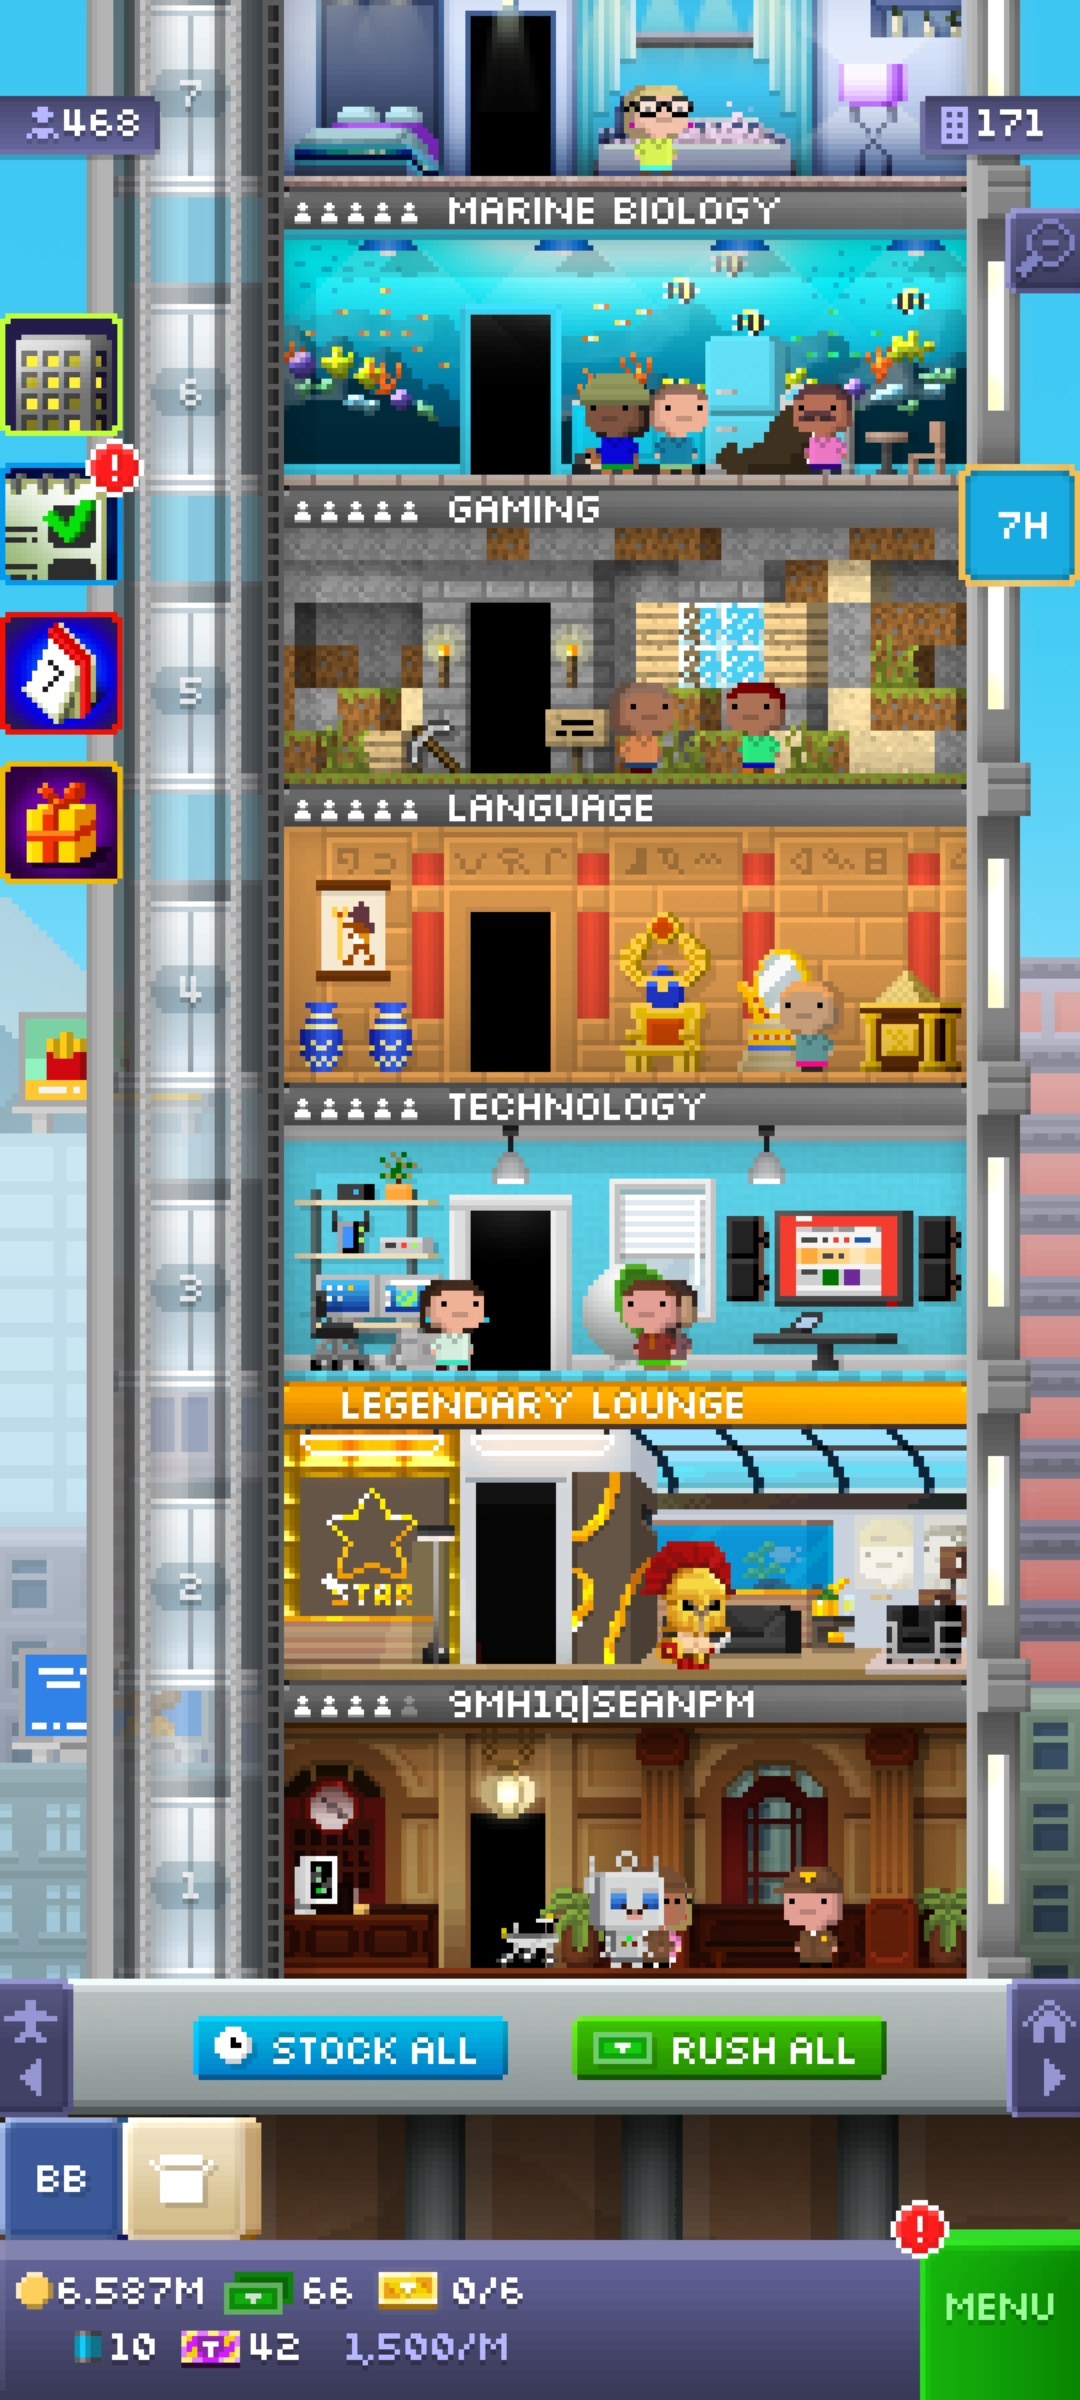 7
468
171
MARINE BIOLOGY
6
GAMING
7H
5
LANGUAGE
4
TECHNOLOGY
3
LEGENDARY LOUNGE
STAR
2
9MH1Q|SEANPM
1
STOCK ALL
RUSH ALL
BB
6.587M 66 0/6
10 42 1,500/M
MENU